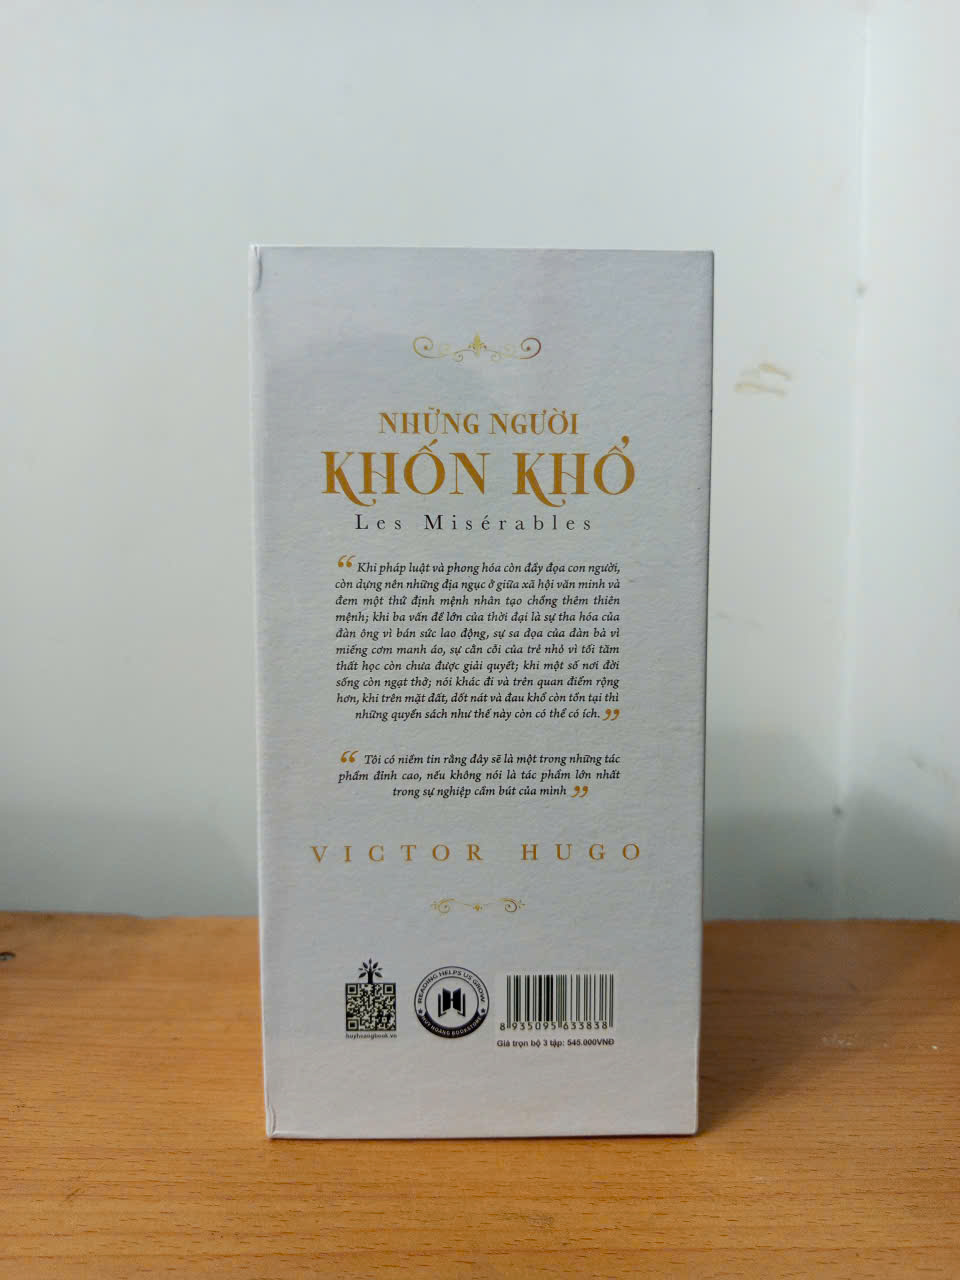 NHỮNG NGƯỜI
KHỐN KHỔ
Les Misérables
“ Khi pháp luật và phong hóa còn đầy đọa con người,
còn dựng nên những địa ngục ở giữa xã hội văn minh và
đem một thứ định mệnh nhân tạo chồng thêm thiên
mệnh; khi ba vấn đề lớn của thời đại là sự tha hóa của
đàn ông vì bán sức lao động, sự sa đọa của đàn bà vì
miếng cơm manh áo, sự cằn cỗi của trẻ nhỏ vì tối tăm
thất học còn chưa được giải quyết; khi một số nơi đời
sống còn ngạt thở; nói khác đi và trên quan điểm rộng
hơn, khi trên mặt đất, dốt nát và đau khổ còn tồn tại thì
những quyển sách như thế này còn có thể có ích. ”
“ Tôi có niềm tin rằng đây sẽ là một trong những tác
phẩm đỉnh cao, nếu không nói là tác phẩm lớn nhất
trong sự nghiệp cầm bút của mình ”
VICTOR HUGO
READING HELPS US GROW
HUY HOANG BOOKSTORE
huyhoangbook.vn
8 935095 633838
Giá trọn bộ 3 tập: 545.000VNĐ